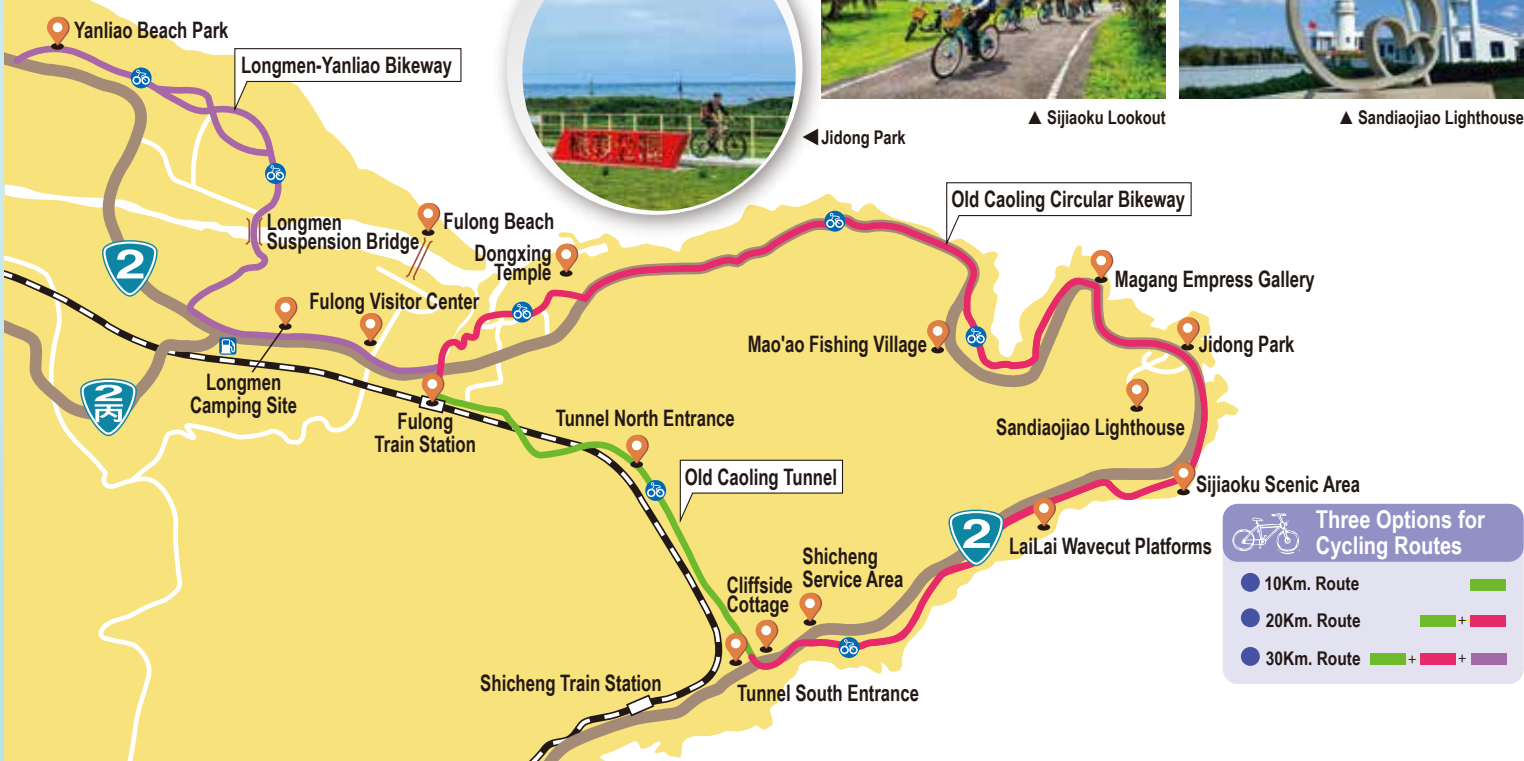 Yanliao Beach Park
Longmen-Yanliao Bikeway
◀Jidong Park
▲ Sijiaoku Lookout
▲ Sandiaojiao Lighthouse
Old Caoling Circular Bikeway
Longmen
Suspension Bridge
Fulong Beach
Dongxing
Temple
2
Fulong Visitor Center
Magang Empress Gallery
Mao'ao Fishing Village
Jidong Park
Longmen
Camping Site
2丙
Fulong
Train Station
Tunnel North Entrance
Sandiaojiao Lighthouse
Old Caoling Tunnel
Sijiaoku Scenic Area
2
LaiLai Wavecut Platforms
Shicheng
Service Area
Cliffside
Cottage
Shicheng Train Station
Tunnel South Entrance
Three Options for
Cycling Routes
10Km. Route
20Km. Route +
30Km. Route + +